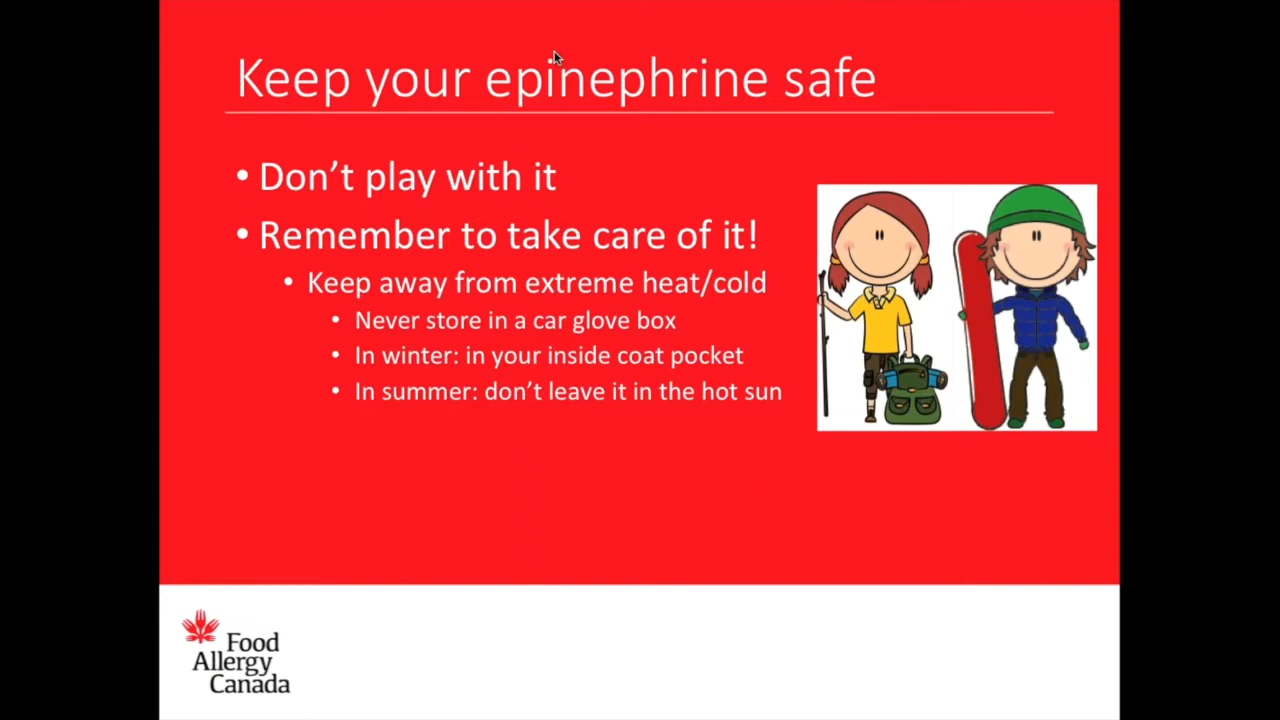 Keep your epinephrine safe
• Don’t play with it
• Remember to take care of it!
• Keep away from extreme heat/cold
• Never store in a car glove box
• In winter: in your inside coat pocket
• In summer: don’t leave it in the hot sun
Food
Allergy
Canada